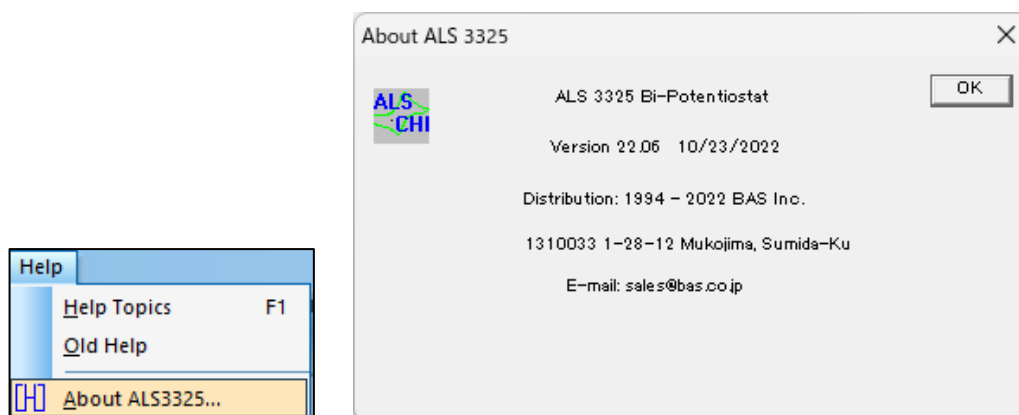 About ALS 3325
ALS
CHI
OK
ALS 3325 Bi-Potentiostat
Version 22.06 10/23/2022
Distribution: 1994 - 2022 BAS Inc.
1310033 1-28-12 Mukojima, Sumida-Ku
E-mail: sales@bas.co.jp
Help
Help Topics F1
Old Help
About ALS3325...